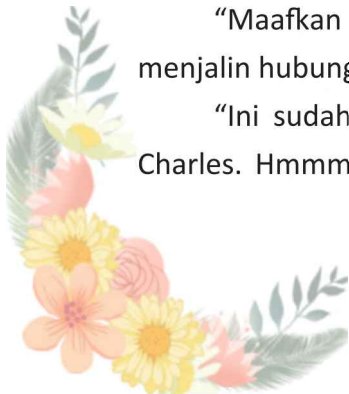 “Maafkan
menjalin hubung
“Ini sudah
Charles. Hmmm